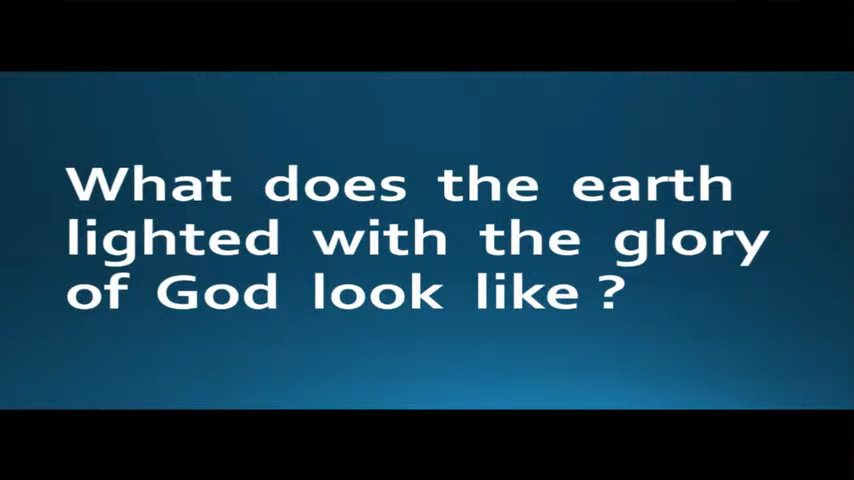 What does the earth
lighted with the glory
of God look like ?